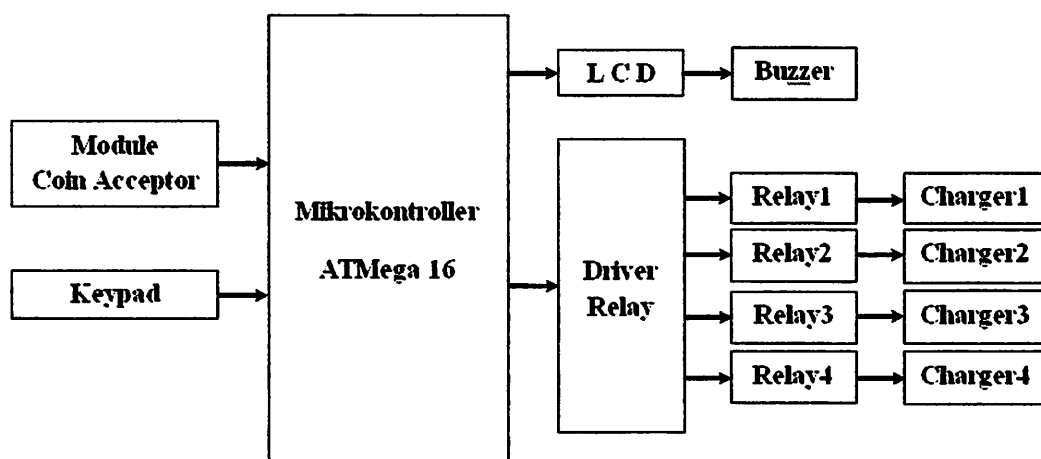 Module
Coin Acceptor
Keypad
Mikrokontroller
ATMega 16
L C D
Buzzer
Driver
Relay
Relay1
Charger1
Relay2
Charger2
Relay3
Charger3
Relay4
Charger4